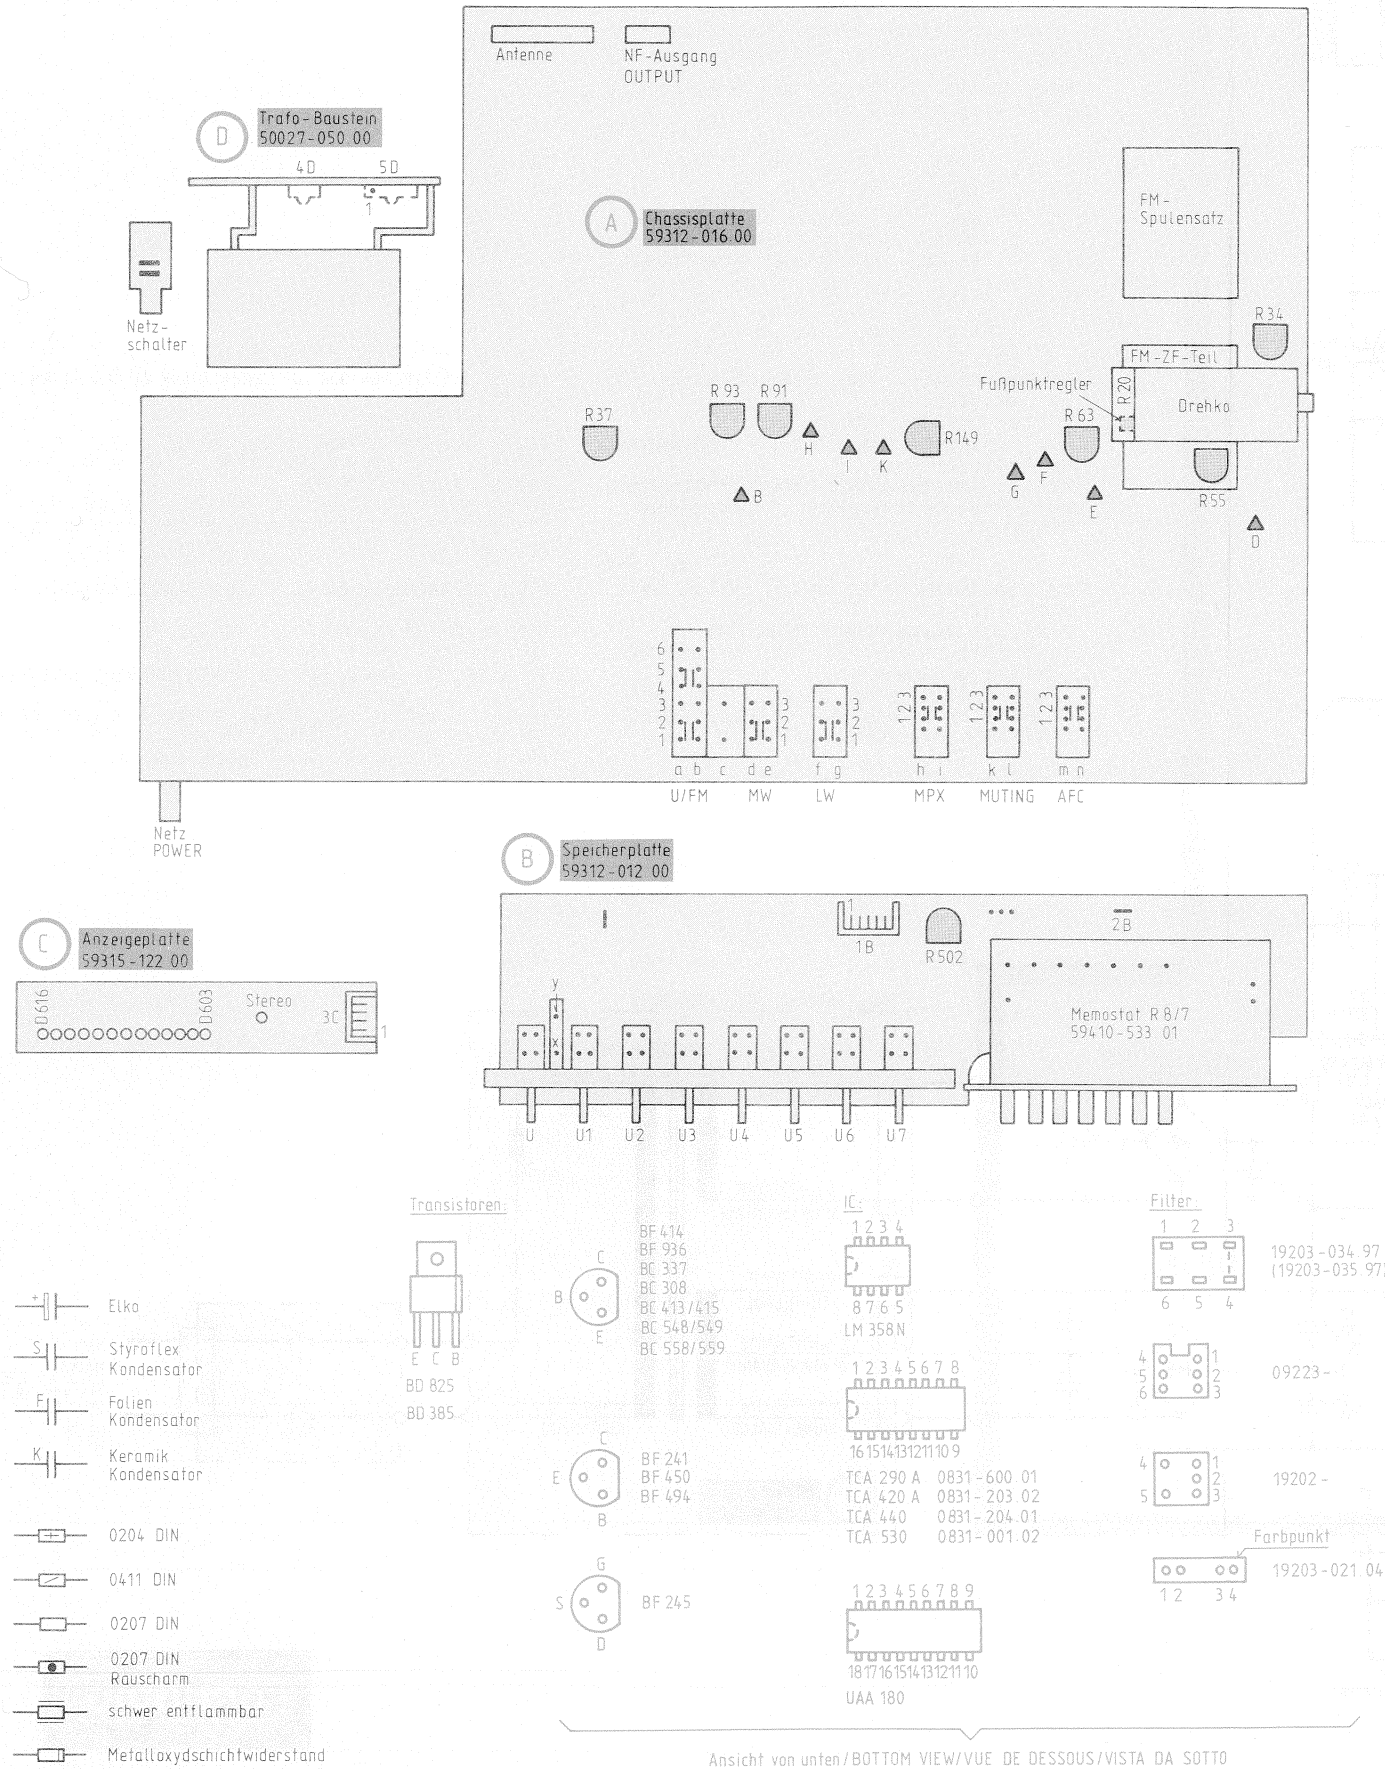 Antenne
NF-Ausgang
OUTPUT
D
Trafo-Baustein
50027-050.00
4D
5D
1
Netz-
schalter
A
Chassisplatte
59312-016.00
FM-
Spulensatz
R34
FM-ZF-Teil
Fußpunktregler
R20
Drehko
R37
R93
R91
R149
R63
R55
H
I
K
B
G
F
E
D
6
5
4
3
2
1
3
2
1
3
2
1
1 2 3
1 2 3
1 2 3
a b c d e
f g
h i
k l
m n
U/FM
MW
LW
MPX
MUTING
AFC
Netz
POWER
B
Speicherplatte
59312-012.00
1
1B
R502
2B
Memostat R 8/7
59410-533 01
y
x
U
U1
U2
U3
U4
U5
U6
U7
C
Anzeigeplatte
59315-122 00
D616
D603
Stereo
3C
1
Elko
+
S
Styroflex
Kondensator
F
Folien
Kondensator
K
Keramik
Kondensator
0204 DIN
0411 DIN
0207 DIN
0207 DIN
Rauscharm
schwer entflammbar
Metalloxydschichtwiderstand
Transistoren:
E C B
BD 825
BD 385
C
B
E
BF 414
BF 936
BC 337
BC 308
BC 413/415
BC 548/549
BC 558/559
C
E
B
BF 241
BF 450
BF 494
G
S
D
BF 245
IC:
1 2 3 4
8 7 6 5
LM 358N
1 2 3 4 5 6 7 8
16 15 14 13 12 11 10 9
TCA 290 A 0831-600.01
TCA 420 A 0831-203.02
TCA 440 0831-204.01
TCA 530 0831-001.02
1 2 3 4 5 6 7 8 9
18 17 16 15 14 13 12 11 10
UAA 180
Filter:
1 2 3
6 5 4
19203-034.97
(19203-035.97)
4 1
5 2
6 3
09223-
4 1
2
5 3
19202-
Farbpunkt
1 2 3 4
19203-021.04
Ansicht von unten/BOTTOM VIEW/VUE DE DESSOUS/VISTA DA SOTTO